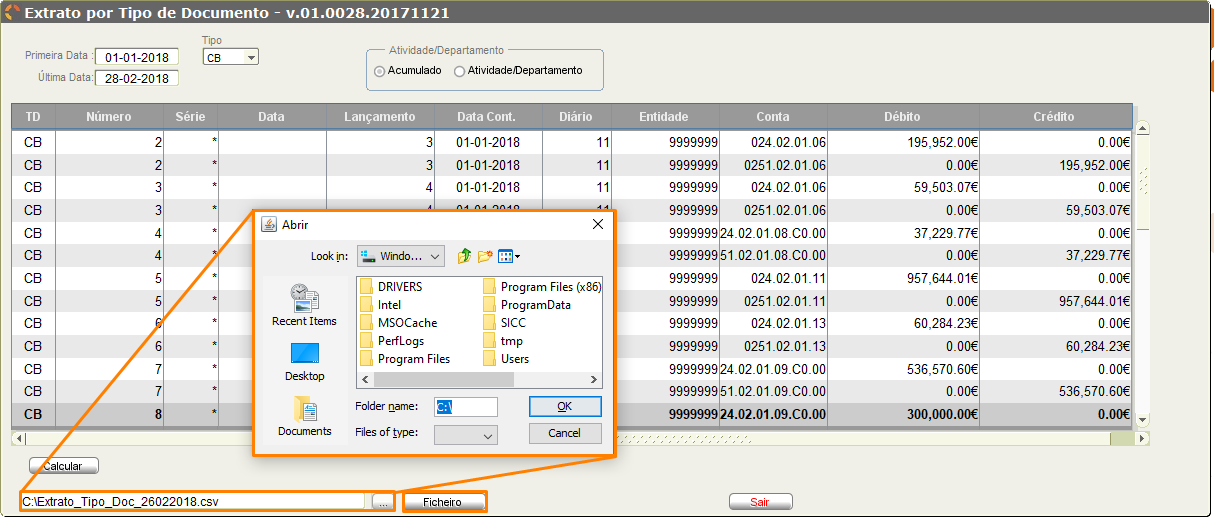 Extrato por Tipo de Documento - v.01.0028.20171121
Tipo
Primeira Data : 01-01-2018 CB
Última Data: 28-02-2018
Atividade/Departamento
Acumulado Atividade/Departamento
TD Número Série Data Lançamento Data Cont. Diário Entidade Conta Débito Crédito
CB 2 * 3 01-01-2018 11 9999999 024.02.01.06 195,952.00€ 0.00€
CB 2 * 3 01-01-2018 11 9999999 0251.02.01.06 0.00€ 195,952.00€
CB 3 * 4 01-01-2018 11 9999999 024.02.01.06 59,503.07€ 0.00€
CB 3 * 4 01-01-2018 11 9999999 0251.02.01.06 0.00€ 59,503.07€
CB 4 * 9999999 24.02.01.08.C0.00 37,229.77€ 0.00€
CB 4 * 9999999 51.02.01.08.C0.00 0.00€ 37,229.77€
CB 5 * 9999999 024.02.01.11 957,644.01€ 0.00€
CB 5 * 9999999 0251.02.01.11 0.00€ 957,644.01€
CB 6 * 9999999 024.02.01.13 60,284.23€ 0.00€
CB 6 * 9999999 0251.02.01.13 0.00€ 60,284.23€
CB 7 * 9999999 24.02.01.09.C0.00 536,570.60€ 0.00€
CB 7 * 9999999 51.02.01.09.C0.00 0.00€ 536,570.60€
CB 8 * 9999999 24.02.01.09.C0.00 300,000.00€ 0.00€
Abrir
Look in: Windo...
Recent Items
Desktop
Documents
DRIVERS Program Files (x86)
Intel ProgramData
MSOCache SICC
PerfLogs tmp
Program Files Users
Folder name: C:\ OK
Files of type: Cancel
Calcular
C:\Extrato_Tipo_Doc_26022018.csv ... Ficheiro Sair